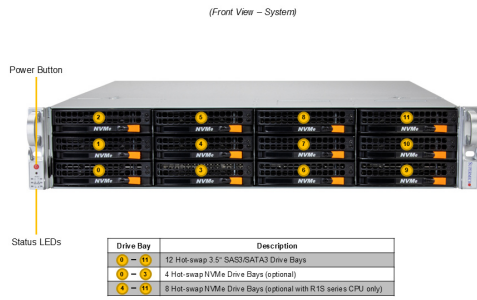 (Front View – System)
Power Button
2 5 8 11
NVMe NVMe NVMe NVMe
1 4 7 10
NVMe NVMe NVMe NVMe
0 3 6 9
NVMe NVMe NVMe NVMe
Status LEDs
Drive Bay Description
0 – 11 12 Hot-swap 3.5" SAS3/SATA3 Drive Bays
0 – 3 4 Hot-swap NVMe Drive Bays (optional)
4 – 11 8 Hot-swap NVMe Drive Bays (optional with R1S series CPU only)